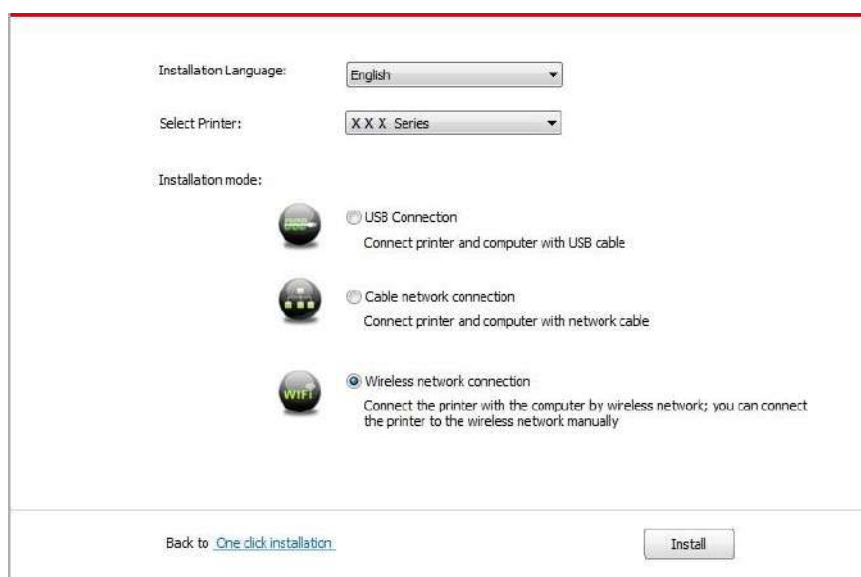 Installation Language:
English
Select Printer:
X X X Series
Installation mode:
USB Connection
Connect printer and computer with USB cable
Cable network connection
Connect printer and computer with network cable
WIFI
Wireless network connection
Connect the printer with the computer by wireless network; you can connect
the printer to the wireless network manually
Back to One click installation
Install